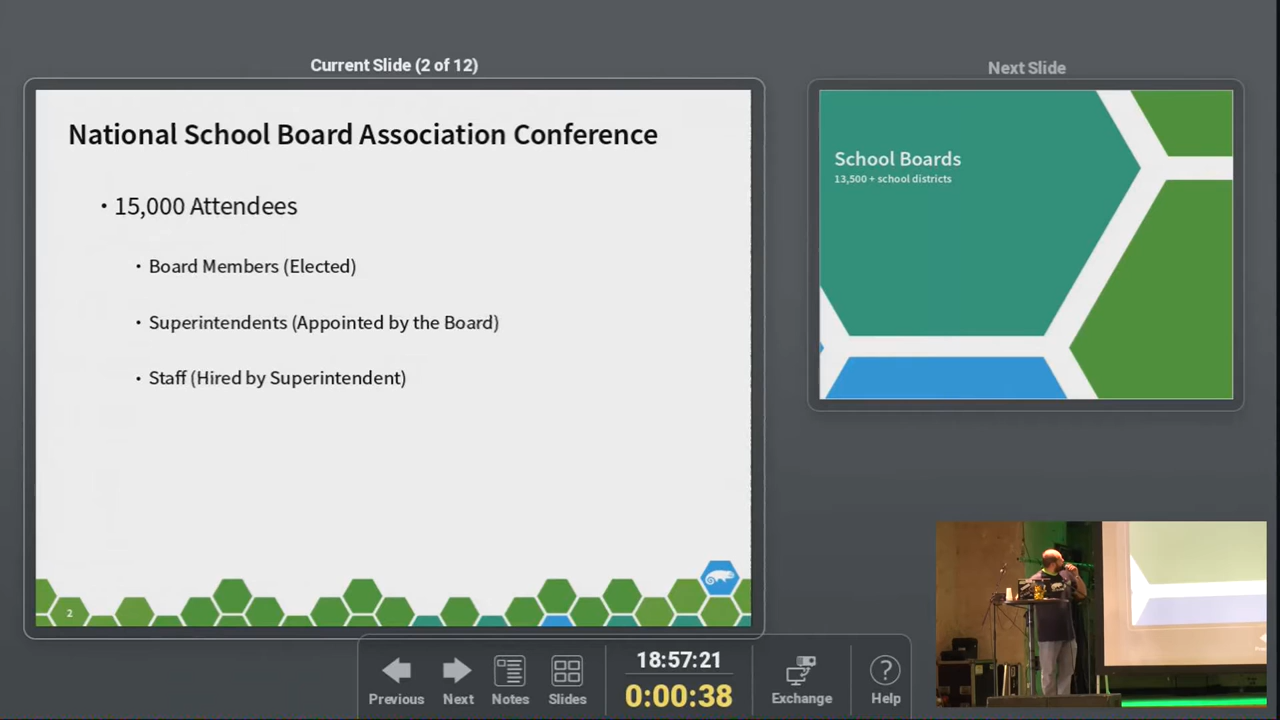 Current Slide (2 of 12)
National School Board Association Conference
• 15,000 Attendees
• Board Members (Elected)
• Superintendents (Appointed by the Board)
• Staff (Hired by Superintendent)
2
Next Slide
School Boards
13,500 + school districts
Previous
Next
Notes
Slides
18:57:21
0:00:38
Exchange
Help